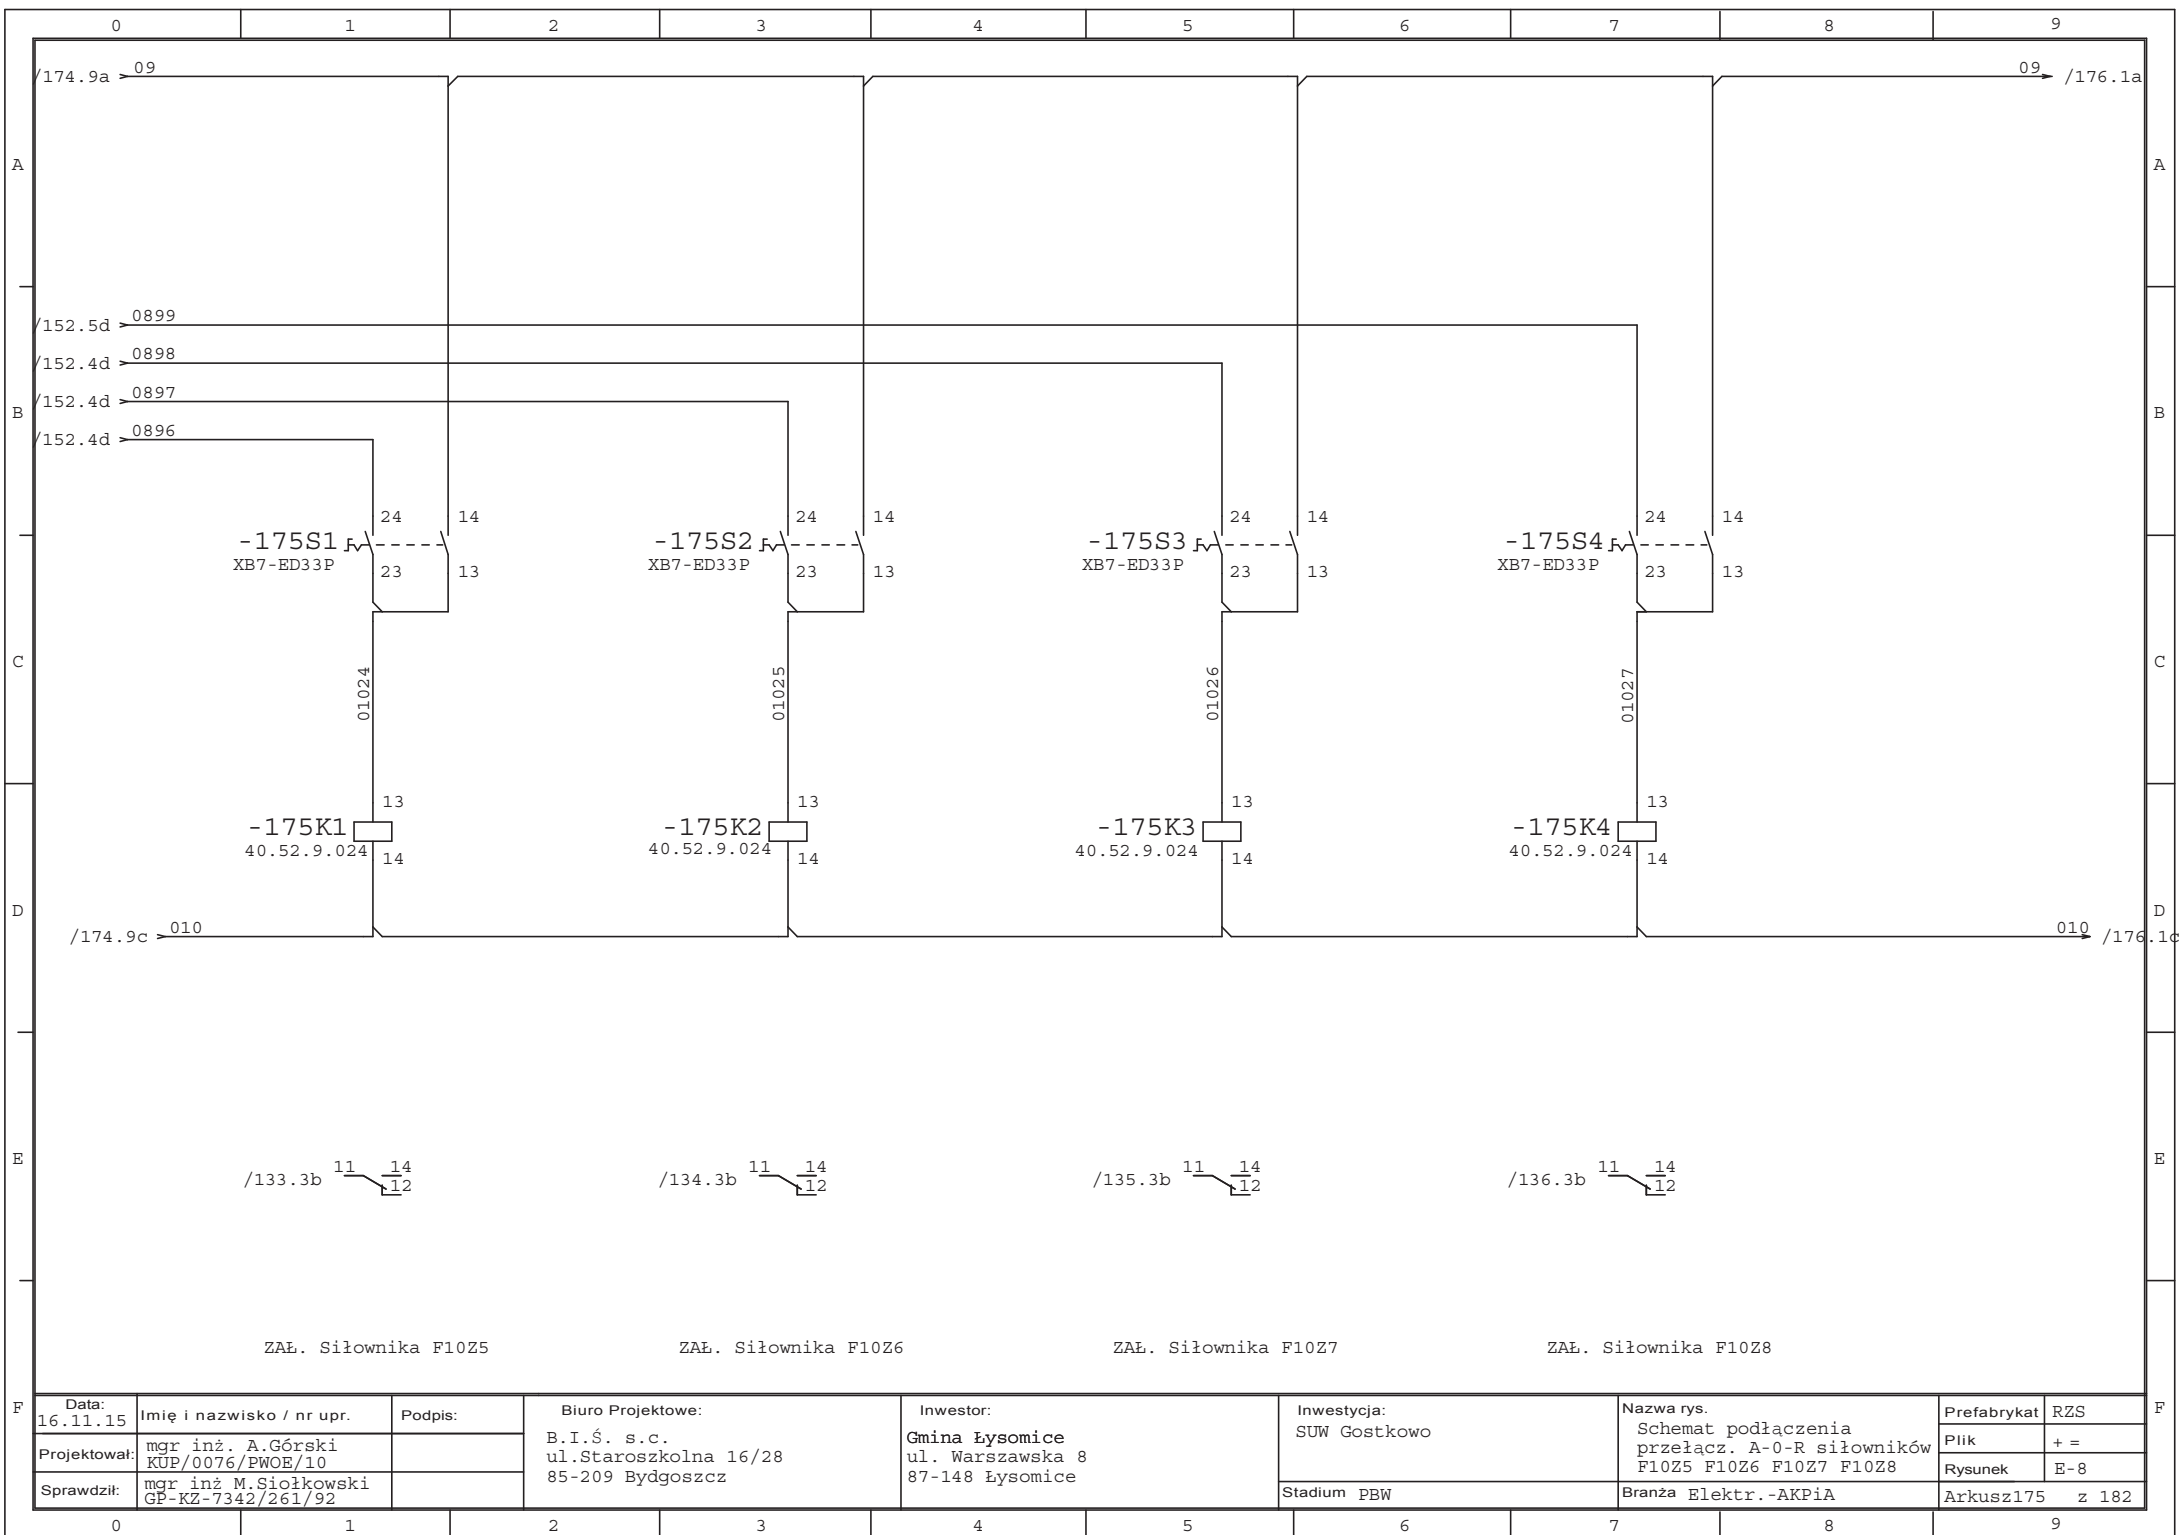 0 1 2 3 4 5 6 7 8 9
/174.9a 09 09 /176.1a
A A
/152.5d 0899
/152.4d 0898
/152.4d 0897
B B
/152.4d 0896
24 14 24 14 24 14 24 14
-175S1 -175S2 -175S3 -175S4
XB7-ED33P XB7-ED33P XB7-ED33P XB7-ED33P
23 13 23 13 23 13 23 13
C C
01024 01025 01026 01027
13 13 13 13
-175K1 -175K2 -175K3 -175K4
40.52.9.024 40.52.9.024 40.52.9.024 40.52.9.024
14 14 14 14
D D
/174.9c 010 010 /176.1c
E E
/133.3b 11 14 /134.3b 11 14 /135.3b 11 14 /136.3b 11 14
12 12 12 12
ZAŁ. Siłownika F10Z5 ZAŁ. Siłownika F10Z6 ZAŁ. Siłownika F10Z7 ZAŁ. Siłownika F10Z8
F F
Data:
16.11.15
Imię i nazwisko / nr upr.
Podpis:
Projektował:
mgr inż. A.Górski
KUP/0076/PWOE/10
Sprawdził:
mgr inż M.Siołkowski
GP-KZ-7342/261/92
Biuro Projektowe:
B.I.Ś. s.c.
ul.Staroszkolna 16/28
85-209 Bydgoszcz
Inwestor:
Gmina Łysomice
ul. Warszawska 8
87-148 Łysomice
Inwestycja:
SUW Gostkowo
Stadium PBW
Nazwa rys.
Schemat podłączenia
przełącz. A-0-R siłowników
F10Z5 F10Z6 F10Z7 F10Z8
Branża Elektr.-AKPiA
Prefabrykat RZS
Plik + =
Rysunek E-8
Arkusz175 z 182
0 1 2 3 4 5 6 7 8 9